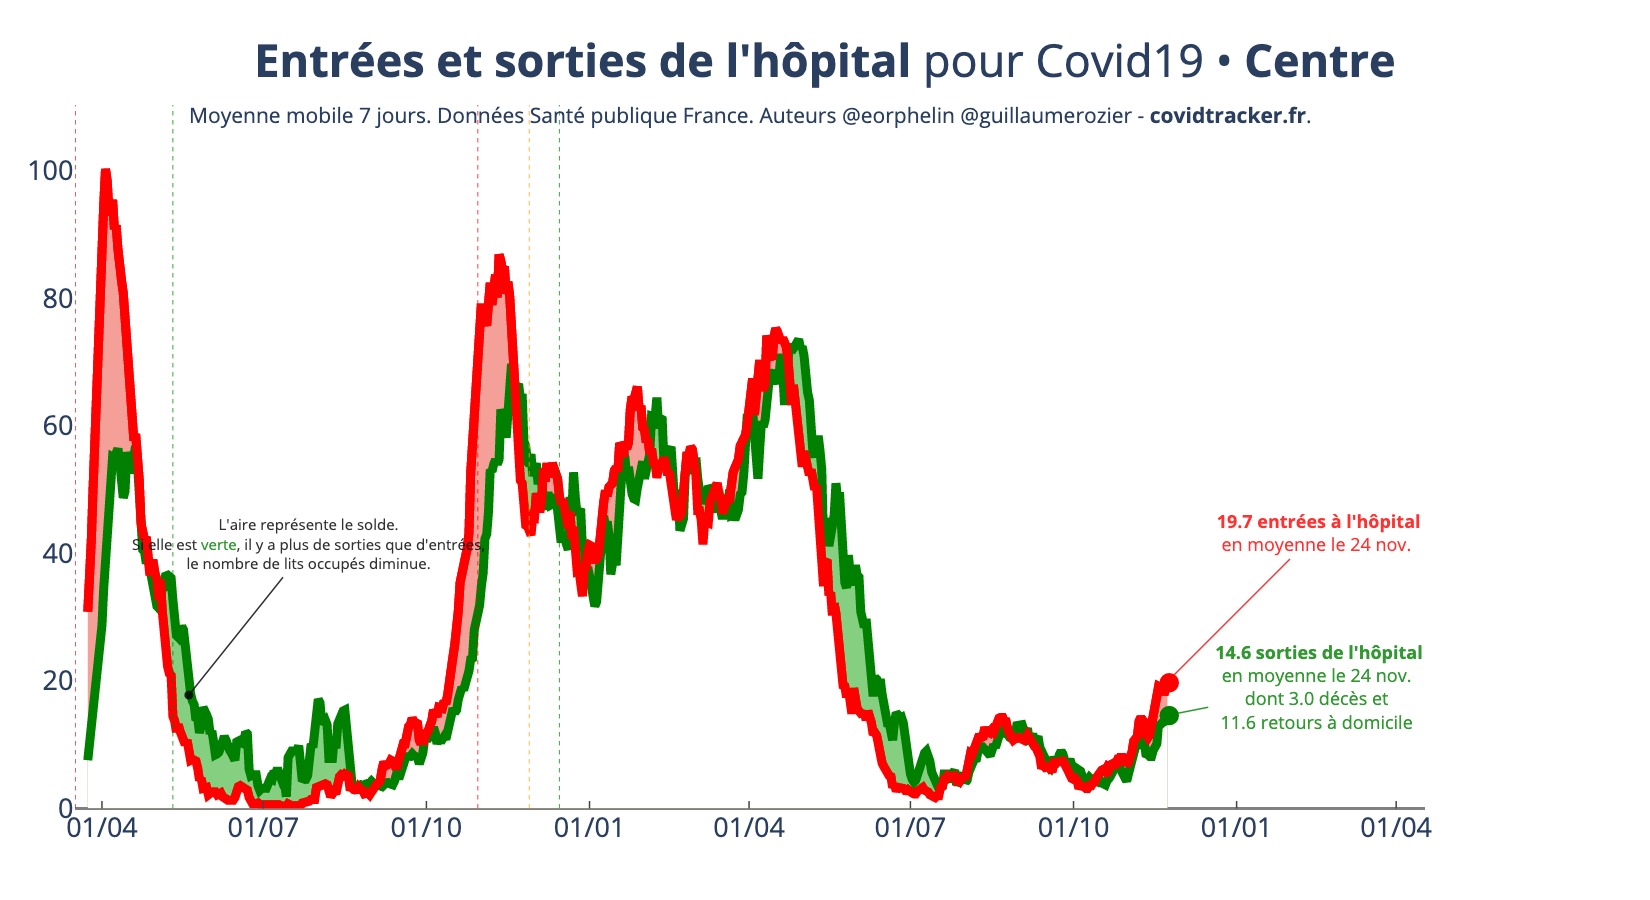 Entrées et sorties de l'hôpital pour Covid19 • Centre
Moyenne mobile 7 jours. Données Santé publique France. Auteurs @eorphelin @guillaumerozier - covidtracker.fr.
100
80
60
40
20
0
L'aire représente le solde.
Si elle est verte, il y a plus de sorties que d'entrées,
le nombre de lits occupés diminue.
19.7 entrées à l'hôpital
en moyenne le 24 nov.
14.6 sorties de l'hôpital
en moyenne le 24 nov.
dont 3.0 décès et
11.6 retours à domicile
01/04 01/07 01/10 01/01 01/04 01/07 01/10 01/01 01/04